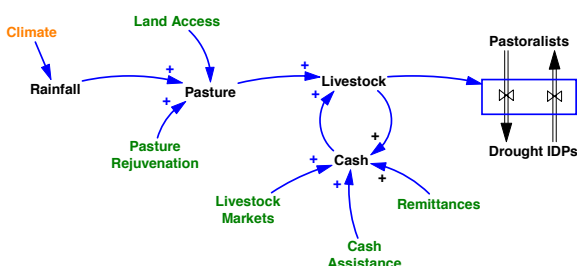 Land Access
Climate
Pastoralists
+
+
Rainfall
+
Pasture
Livestock
+
+
+
Pasture
Rejuvenation
Drought IDPs
+
Cash
+
+
+
Livestock
Markets
Remittances
Cash
Assistance